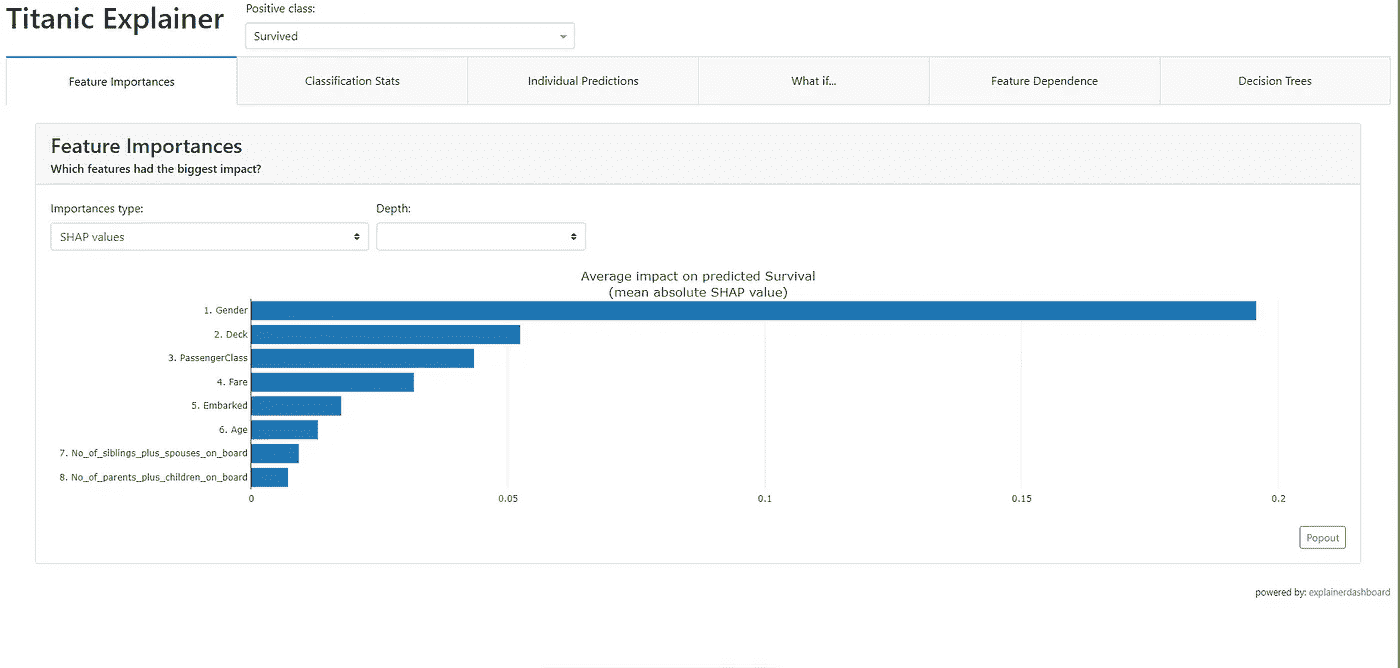 Titanic Explainer
Positive class:
Survived
Feature Importances
Classification Stats
Individual Predictions
What if...
Feature Dependence
Decision Trees
Feature Importances
Which features had the biggest impact?
Importances type:
Depth:
SHAP values
Average impact on predicted Survival
(mean absolute SHAP value)
1. Gender
2. Deck
3. PassengerClass
4. Fare
5. Embarked
6. Age
7. No_of_siblings_plus_spouses_on_board
8. No_of_parents_plus_children_on_board
0
0.05
0.1
0.15
0.2
Popout
powered by: explainerdashboard